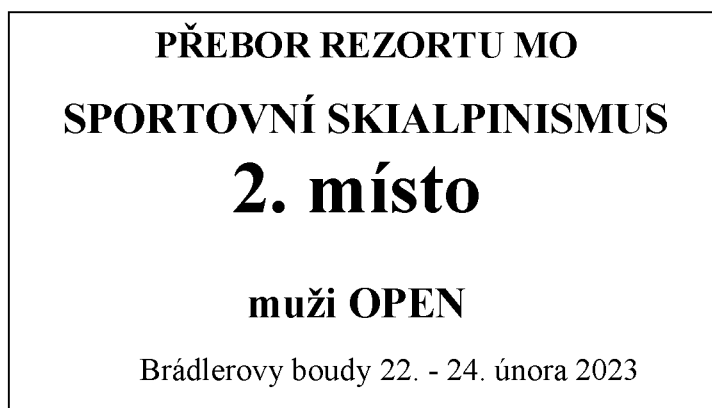 PŘEBOR REZORTU MO
SPORTOVNÍ SKIALPINISMUS
2. místo
muži OPEN
Brádlerovy boudy 22. - 24. února 2023